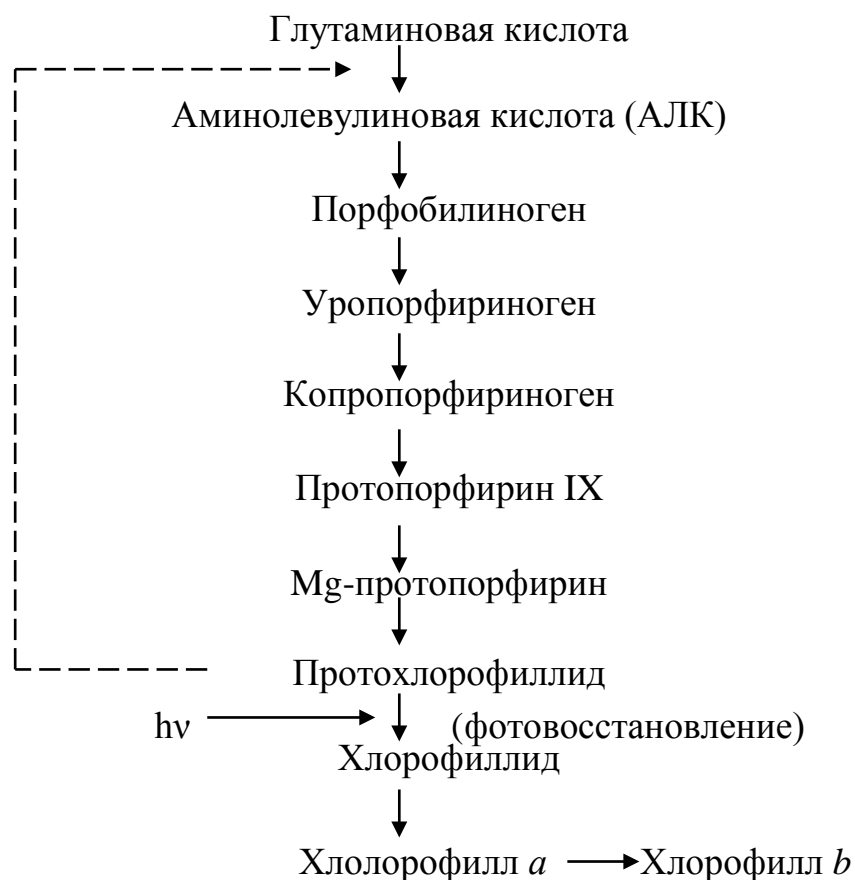 Глутаминовая кислота
Аминолевулиновая кислота (АЛК)
Порфобилиноген
Уропорфириноген
Копропорфириноген
Протопорфирин IX
Mg-протопорфирин
Протохлорофиллид
hν (фотовосстановление)
Хлорофиллид
Хлолорофилл a Хлорофилл b